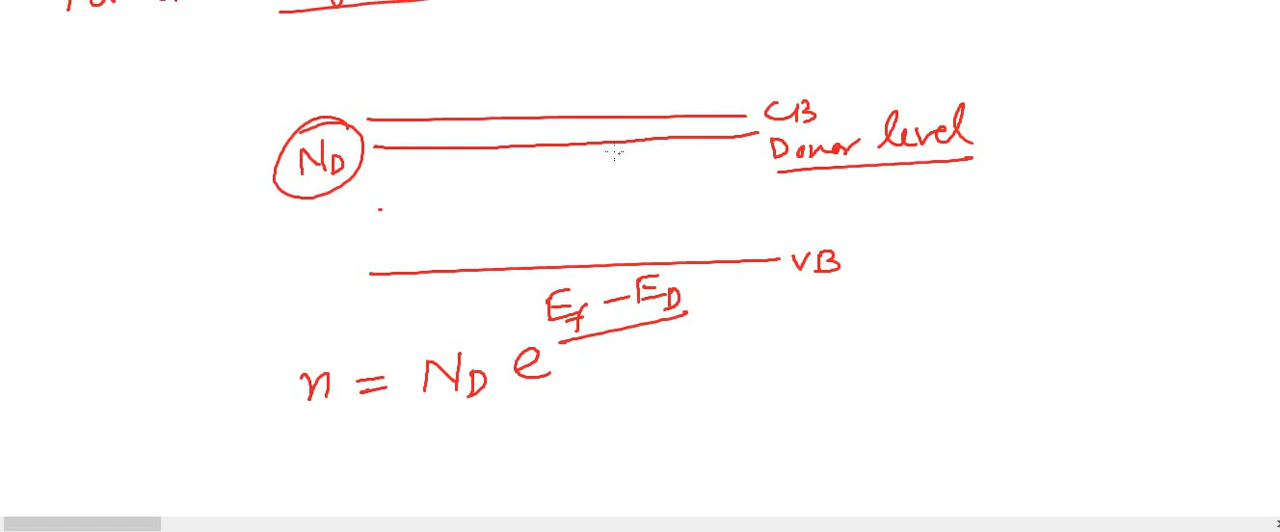 CB
N_D Donor level
VB
n = N_D e^{E_f - E_D}